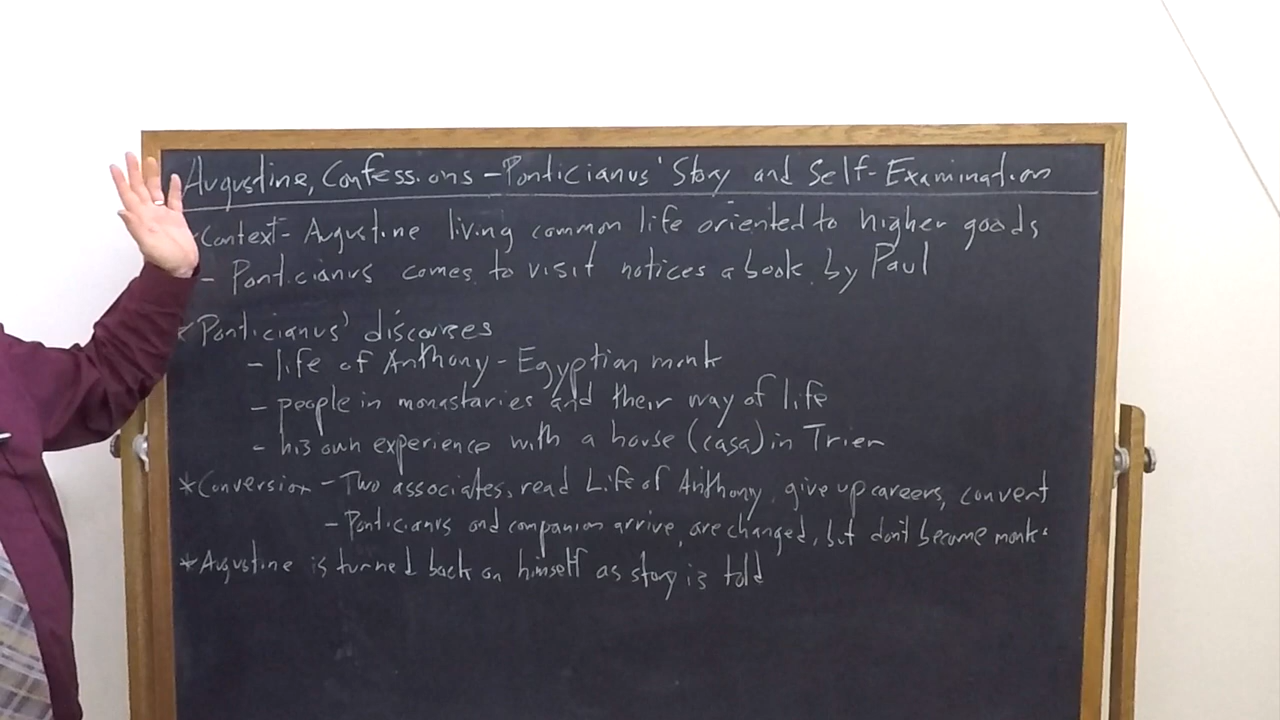 Augustine, Confessions - Ponticianus' Story and Self-Examination
*Context- Augustine living common life oriented to higher goods
- Ponticianus comes to visit notices a book by Paul
* Ponticianus' discourses
- life of Anthony - Egyptian monk
- people in monastaries and their way of life
- his own experience with a house (casa) in Trier
*Conversion - Two associates, read Life of Anthony, give up careers, convert
- Ponticianus and companion arrive, are changed, but don't become monks
*Augustine is turned back on himself as story is told